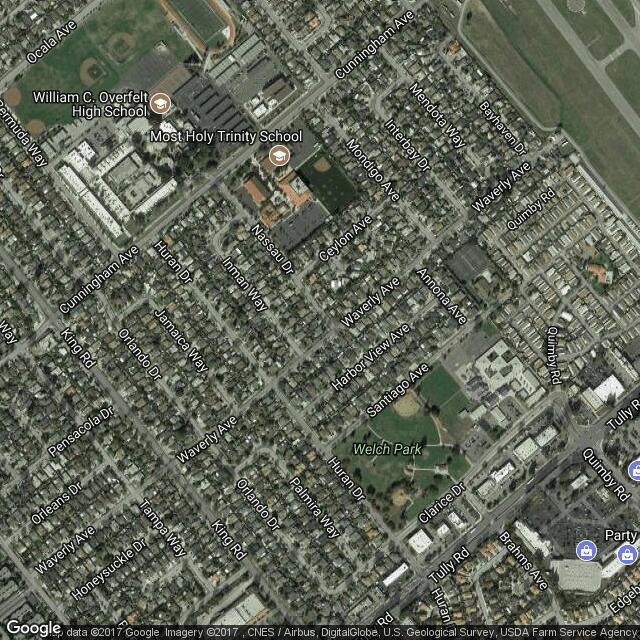 Ocala Ave
Cunningham Ave
William C. Overfelt
High School
Most Holy Trinity School
Bermuda Way
Mendota Way
Bayhaven Dr
Interbay Dr
Mondigo Ave
Waverly Ave
Quimby Rd
Ceylon Ave
Nassau Dr
Huran Dr
Inman Way
Cunningham Ave
Annona Ave
Waverly Ave
Way
King Rd
Orlando Dr
Jamaica Way
Harbor View Ave
Quimby Rd
Santiago Ave
Tully R
Pensacola Dr
Waverly Ave
Welch Park
Quimby Rd
Huran Dr
Orleans Dr
Orlando Dr
Palmira Way
Clarice Dr
Tampa Way
King Rd
Waverly Ave
Honeysuckle Dr
Party
Tully Rd
Brahms Ave
Edgeb
Huran D
Rd
Google
p data ©2017 Google Imagery ©2017 , CNES / Airbus, DigitalGlobe, U.S. Geological Survey, USDA Farm Service Agency